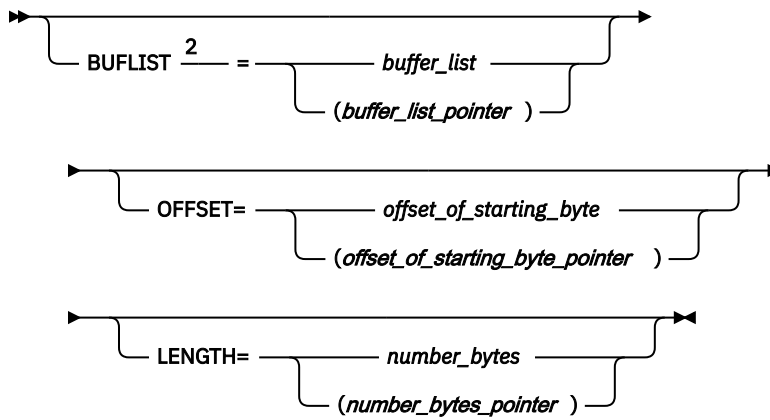 BUFLIST 2 = buffer_list
(buffer_list_pointer )
OFFSET= offset_of_starting_byte
(offset_of_starting_byte_pointer )
LENGTH= number_bytes
(number_bytes_pointer )